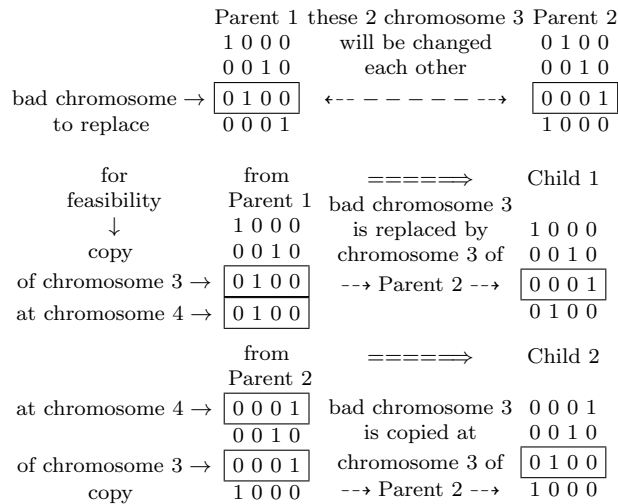 Parent 1 these 2 chromosome 3 Parent 2
1 0 0 0 will be changed 0 1 0 0
0 0 1 0 each other 0 0 1 0
bad chromosome → 0 1 0 0 0 0 0 1
to replace 0 0 0 1 1 0 0 0
for from ======⇒ Child 1
feasibility Parent 1 bad chromosome 3
↓ 1 0 0 0 is replaced by 1 0 0 0
copy 0 0 1 0 chromosome 3 of 0 0 1 0
of chromosome 3 → 0 1 0 0 --→ Parent 2 --→ 0 0 0 1
at chromosome 4 → 0 1 0 0 0 1 0 0
from ======⇒ Child 2
Parent 2
at chromosome 4 → 0 0 0 1 bad chromosome 3 0 0 0 1
0 0 1 0 is copied at 0 0 1 0
of chromosome 3 → 0 0 0 1 chromosome 3 of 0 1 0 0
copy 1 0 0 0 --→ Parent 2 --→ 1 0 0 0